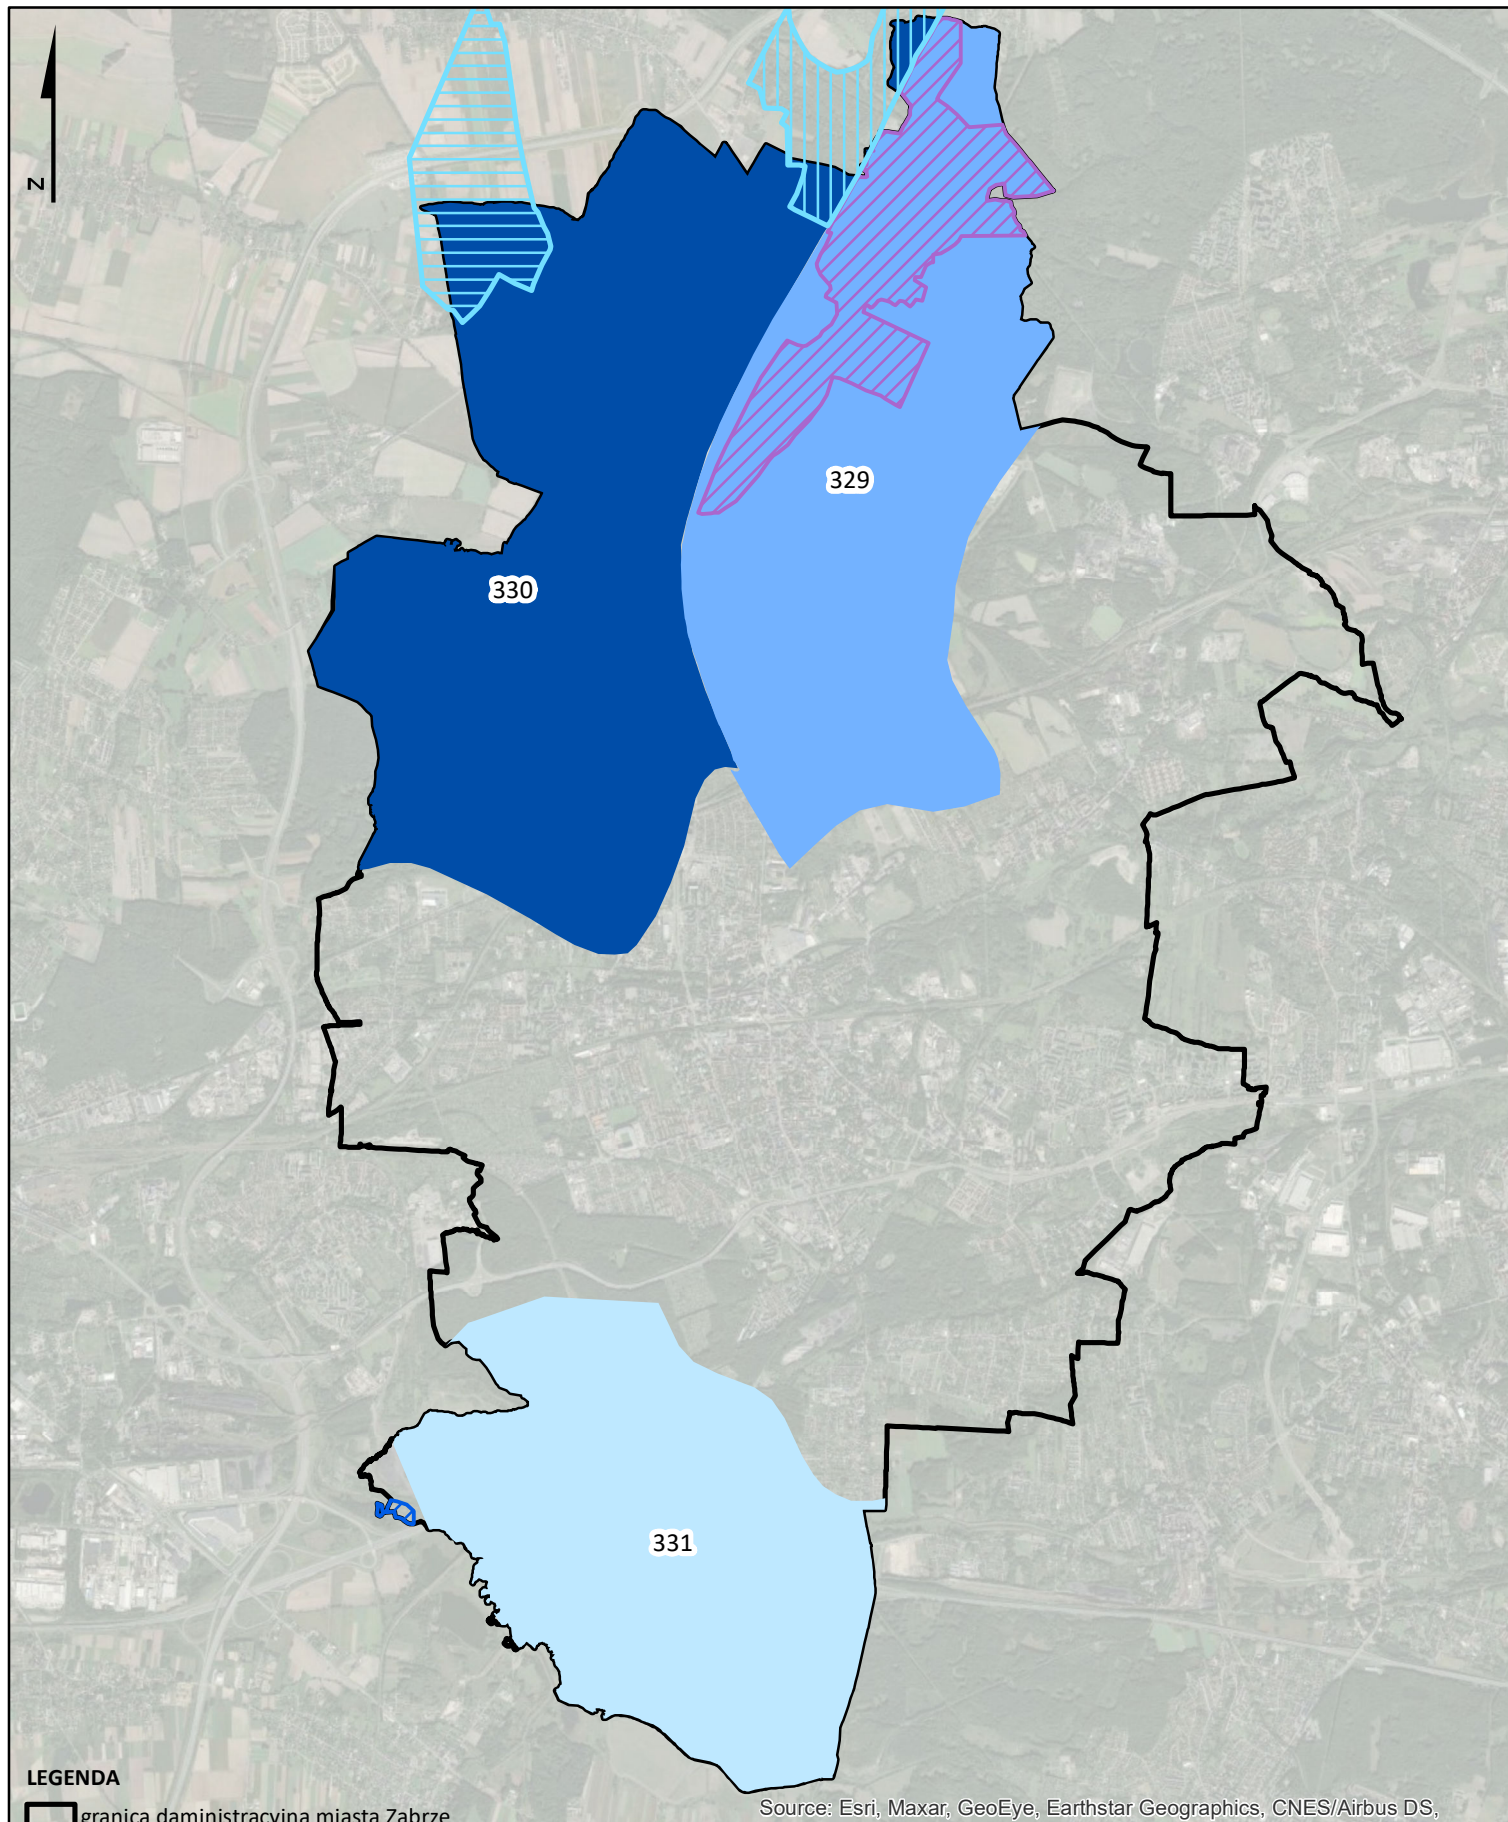 N
329
330
331
LEGENDA
granica daministracyjna miasta Zabrze
Source: Esri, Maxar, GeoEye, Earthstar Geographics, CNES/Airbus DS,